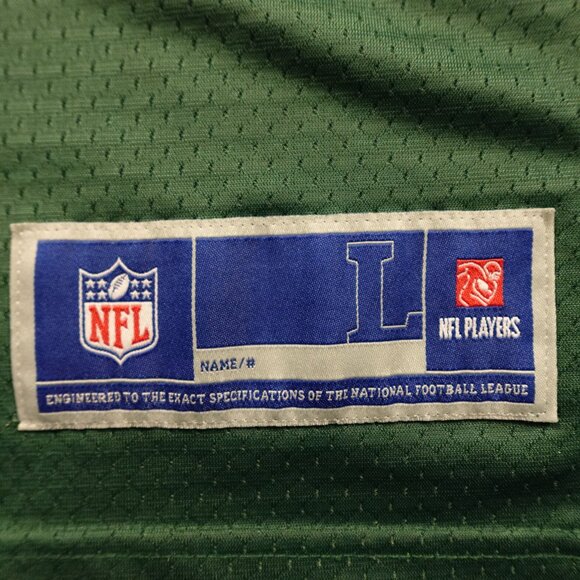 NFL
L
NFL PLAYERS
NAME/#
ENGINEERED TO THE EXACT SPECIFICATIONS OF THE NATIONAL FOOTBALL LEAGUE